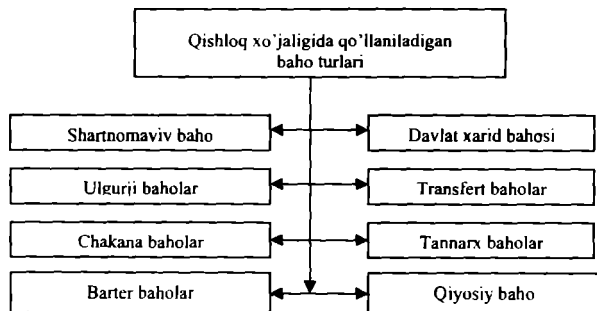 Qishloq xo'jaligida qo'llaniladigan
baho turlari
Shartnomaviv baho
Davlat xarid bahosi
Ulgurji baholar
Transfert baholar
Chakana baholar
Tannarx baholar
Barter baholar
Qiyosiy baho